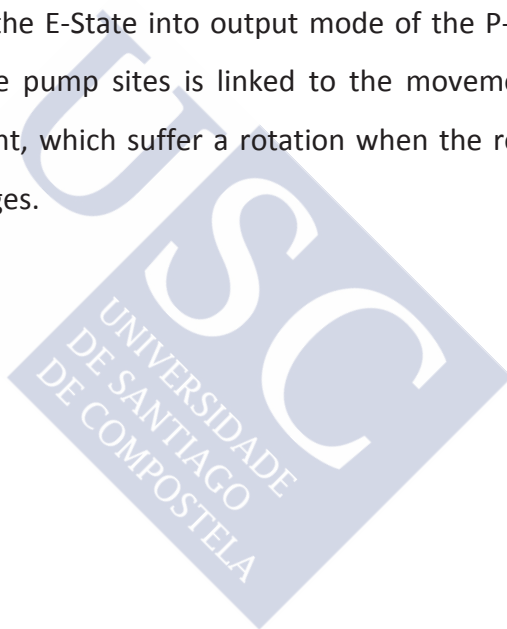 the E-State into output mode of the P-
e pump sites is linked to the moveme
nt, which suffer a rotation when the r
ges.
USC
UNIVERSIDADE
DE SANTIAGO
DE COMPOSTELA